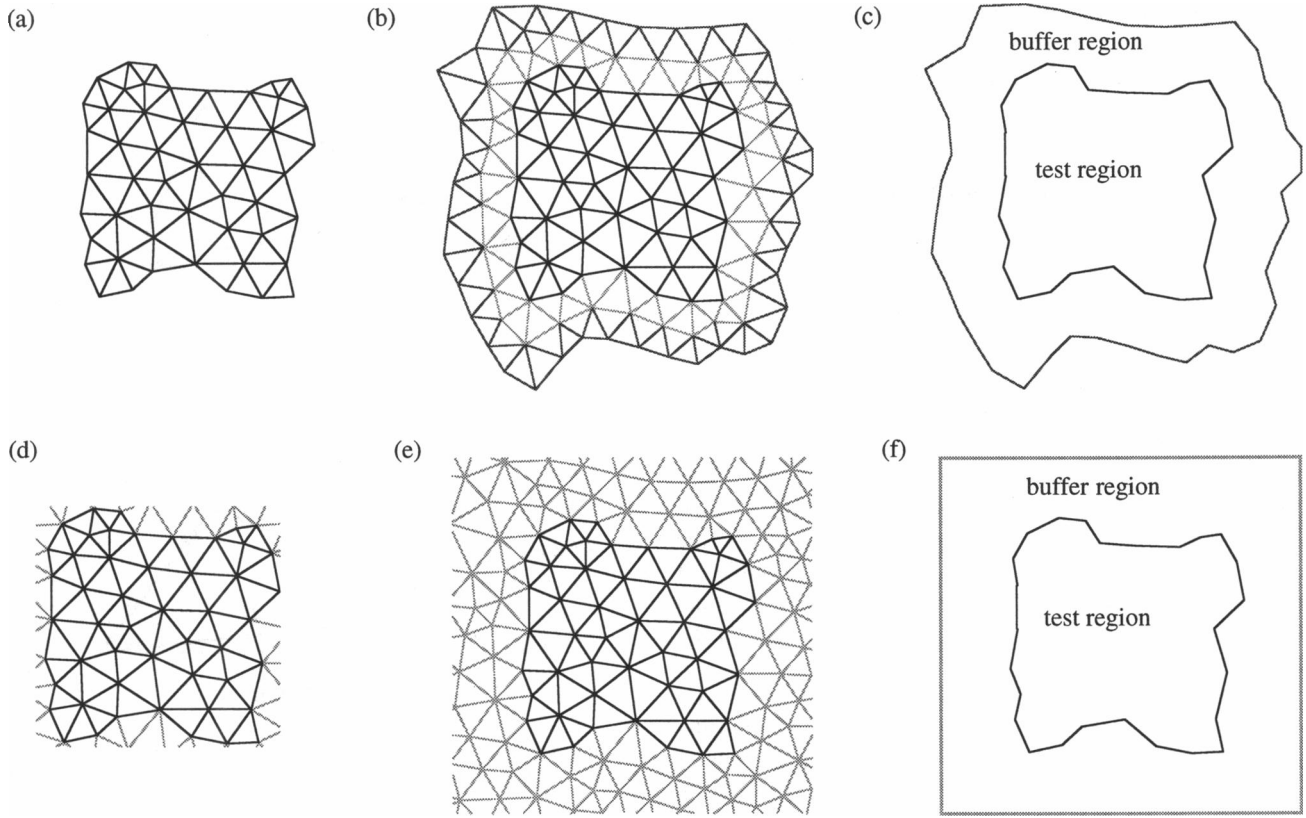 (a)
(b)
(c)
buffer region
test region
(d)
(e)
(f)
buffer region
test region